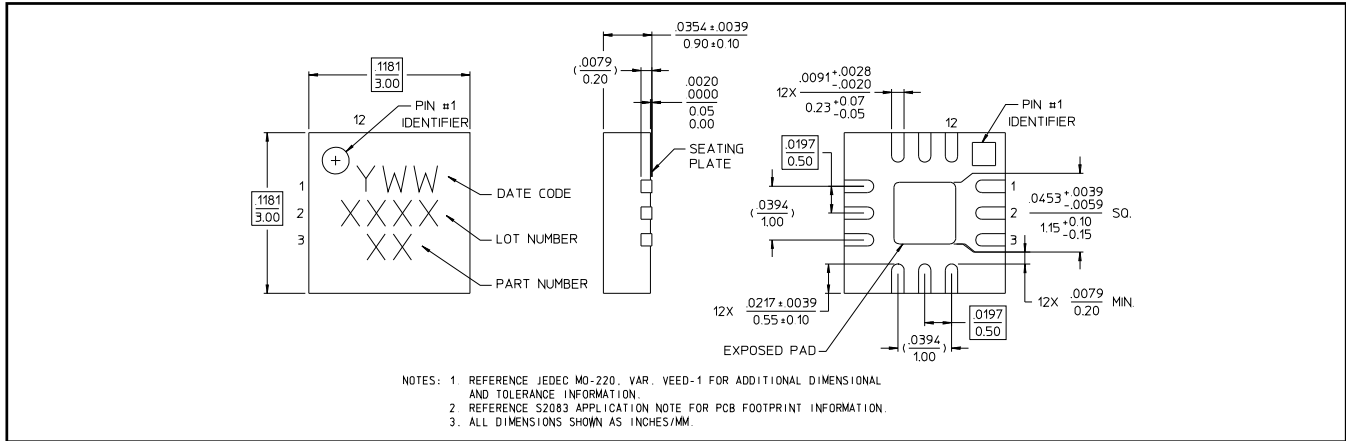 .1181
3.00
12
PIN #1
IDENTIFIER
.1181
3.00
1
2
3
YWW
XXXX
XX
DATE CODE
LOT NUMBER
PART NUMBER
.0354 ±.0039
0.90 ±0.10
(.0079
0.20)
.0020
.0000
0.05
0.00
SEATING
PLATE
12X .0091 +.0028 -.0020
0.23 +0.07 -0.05
12
PIN #1
IDENTIFIER
.0197
0.50
(.0394
1.00)
1
2
3
.0453 +.0039 -.0059 SQ.
1.15 +0.10 -0.15
12X .0217 ±.0039
0.55 ±0.10
EXPOSED PAD
(.0394
1.00)
.0197
0.50
12X .0079 MIN.
0.20
NOTES: 1. REFERENCE JEDEC MO-220, VAR. VEED-1 FOR ADDITIONAL DIMENSIONAL
AND TOLERANCE INFORMATION.
2. REFERENCE S2083 APPLICATION NOTE FOR PCB FOOTPRINT INFORMATION.
3. ALL DIMENSIONS SHOWN AS INCHES/MM.